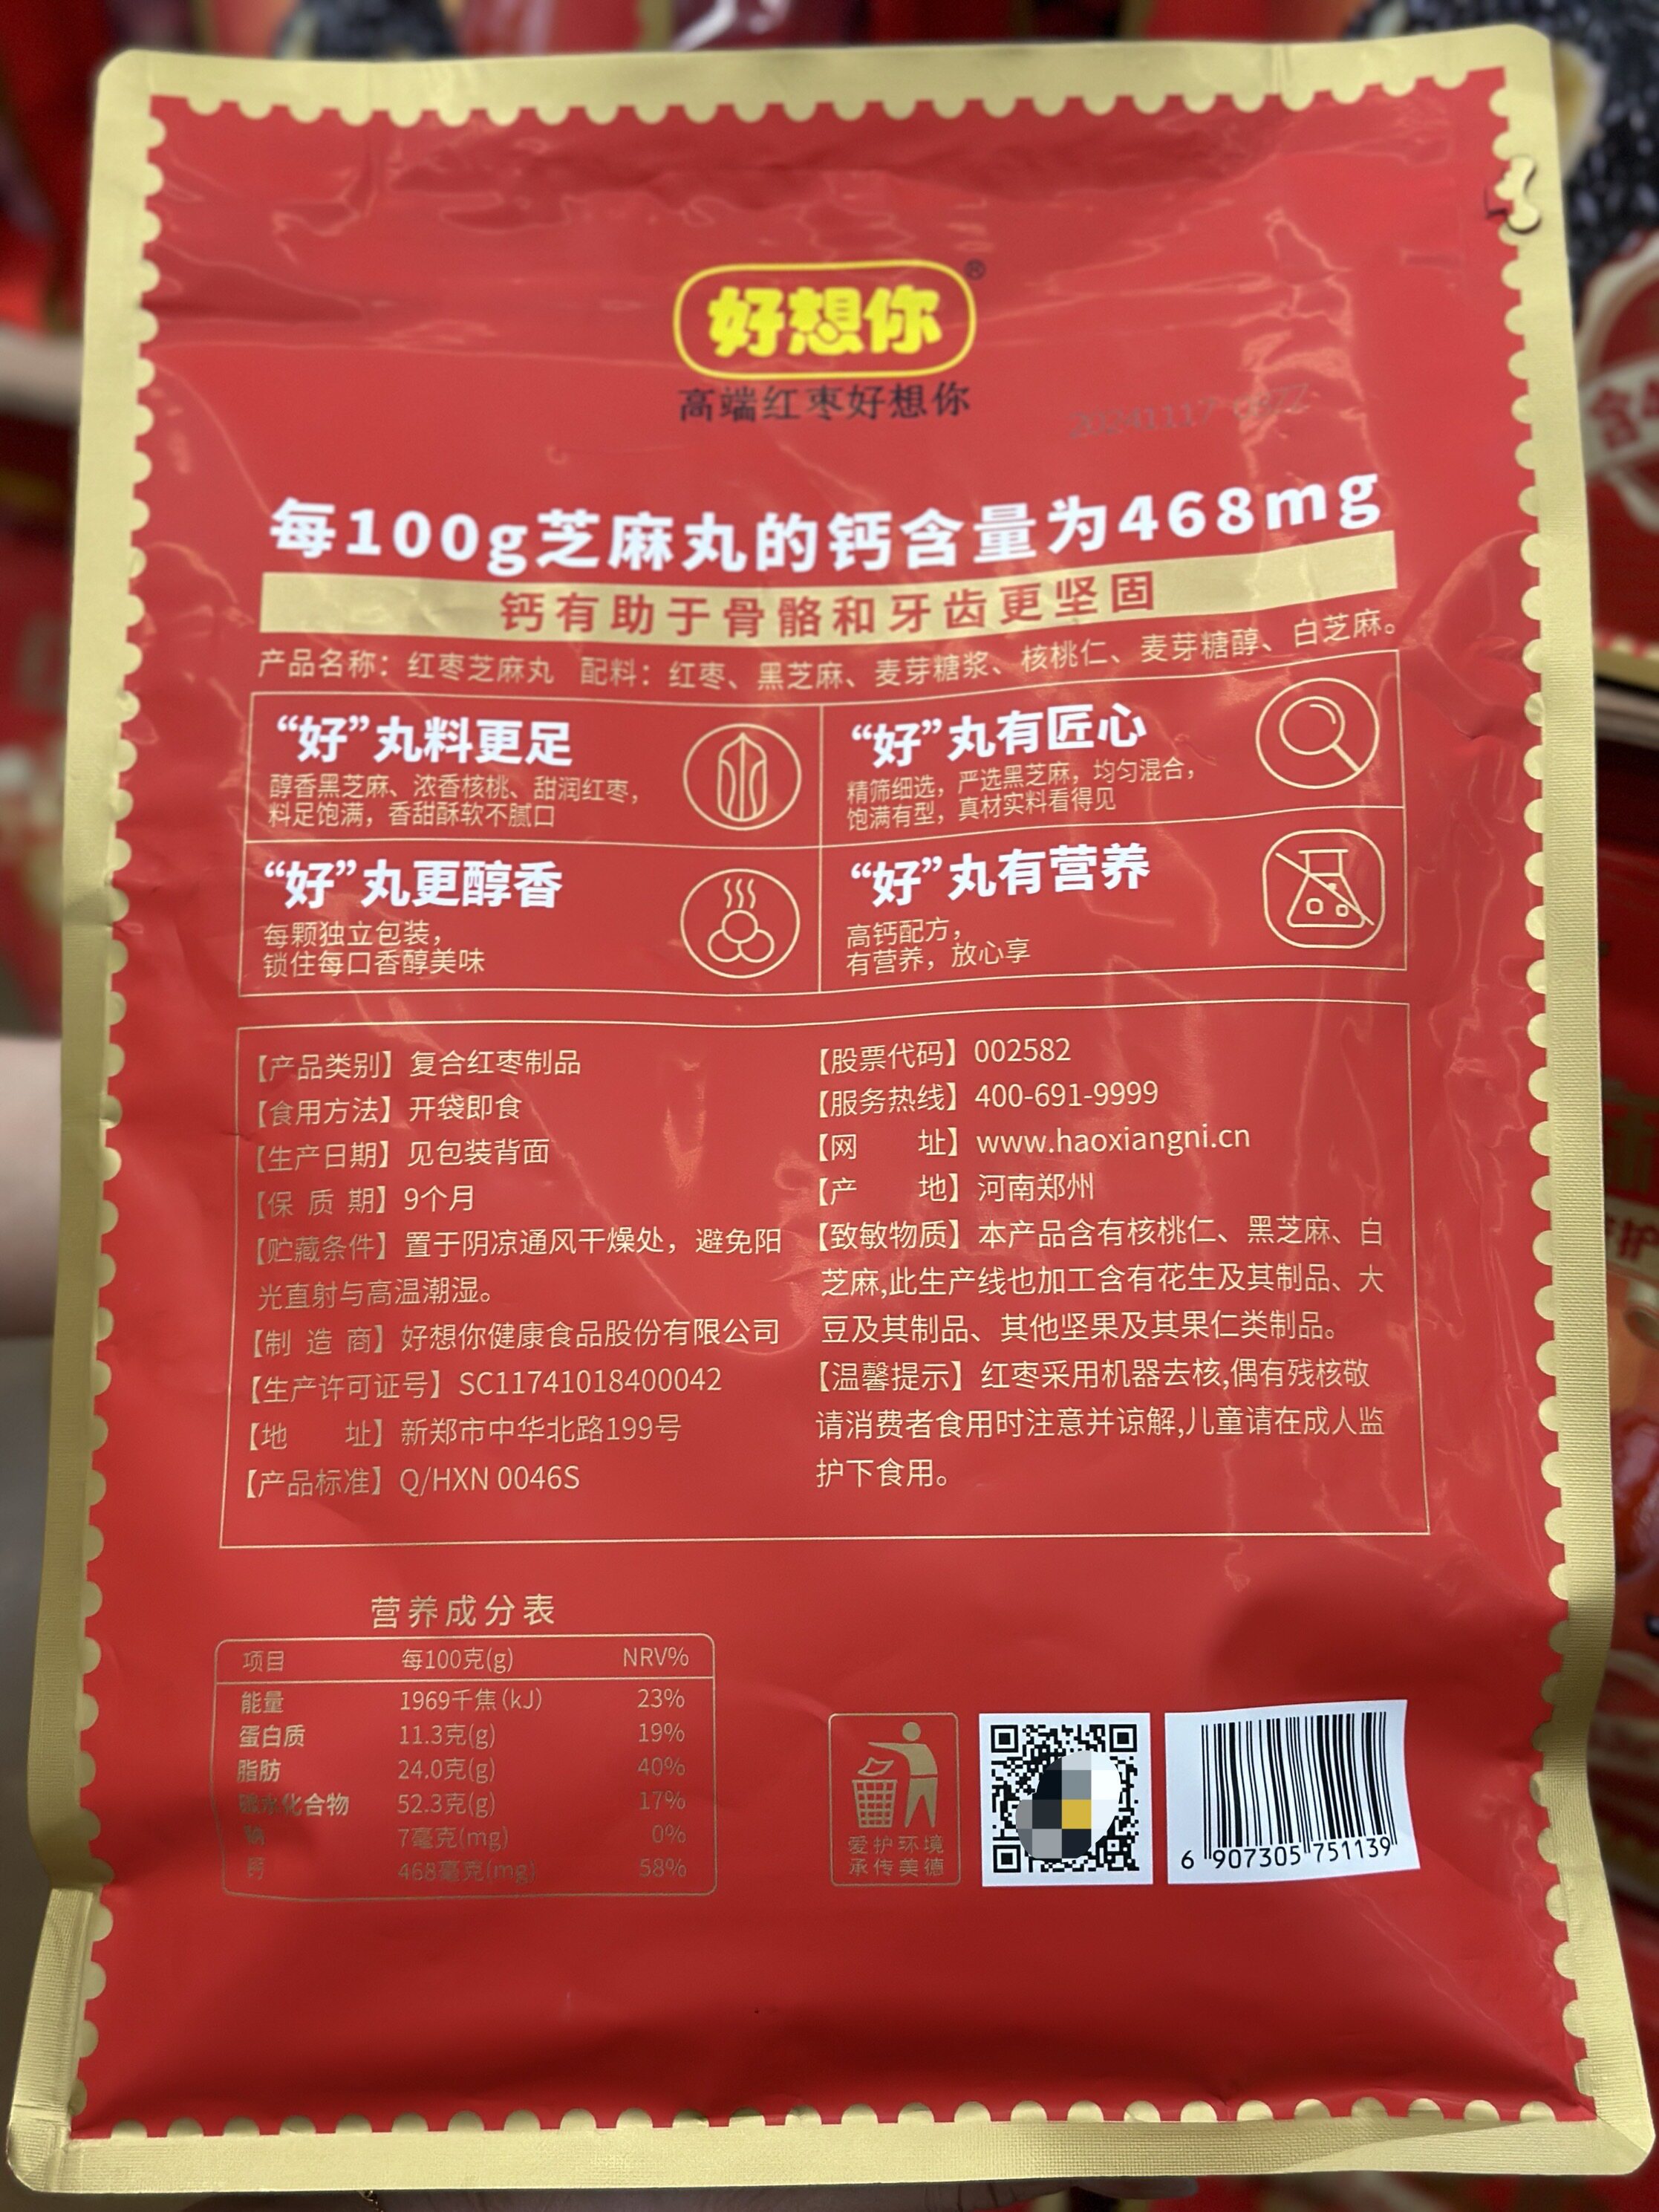 好想你®
高端红枣好想你
20241117
每100g芝麻丸的钙含量为468mg
钙有助于骨骼和牙齿更坚固
产品名称：红枣芝麻丸 配料：红枣、黑芝麻、麦芽糖浆、核桃仁、麦芽糖醇、白芝麻。
“好”丸料更足
醇香黑芝麻、浓香核桃、甜润红枣，
料足饱满，香甜酥软不腻口
“好”丸有匠心
精筛细选，严选黑芝麻，均匀混合，
饱满有型，真材实料看得见
“好”丸更醇香
每颗独立包装，
锁住每口香醇美味
“好”丸有营养
高钙配方，
有营养，放心享
【产品类别】复合红枣制品
【食用方法】开袋即食
【生产日期】见包装背面
【保 质 期】9个月
【贮藏条件】置于阴凉通风干燥处，避免阳
光直射与高温潮湿。
【制 造 商】好想你健康食品股份有限公司
【生产许可证号】SC11741018400042
【地 址】新郑市中华北路199号
【产品标准】Q/HXN 0046S
【股票代码】002582
【服务热线】400-691-9999
【网 址】www.haoxiangni.cn
【产 地】河南郑州
【致敏物质】本产品含有核桃仁、黑芝麻、白
芝麻,此生产线也加工含有花生及其制品、大
豆及其制品、其他坚果及其果仁类制品。
【温馨提示】红枣采用机器去核,偶有残核敬
请消费者食用时注意并谅解,儿童请在成人监
护下食用。
营养成分表
项目 每100克(g) NRV%
能量 1969千焦(kJ) 23%
蛋白质 11.3克(g) 19%
脂肪 24.0克(g) 40%
碳水化合物 52.3克(g) 17%
钠 7毫克(mg) 0%
钙 468毫克(mg) 58%
爱护环境
承传美德
6 907305 751139